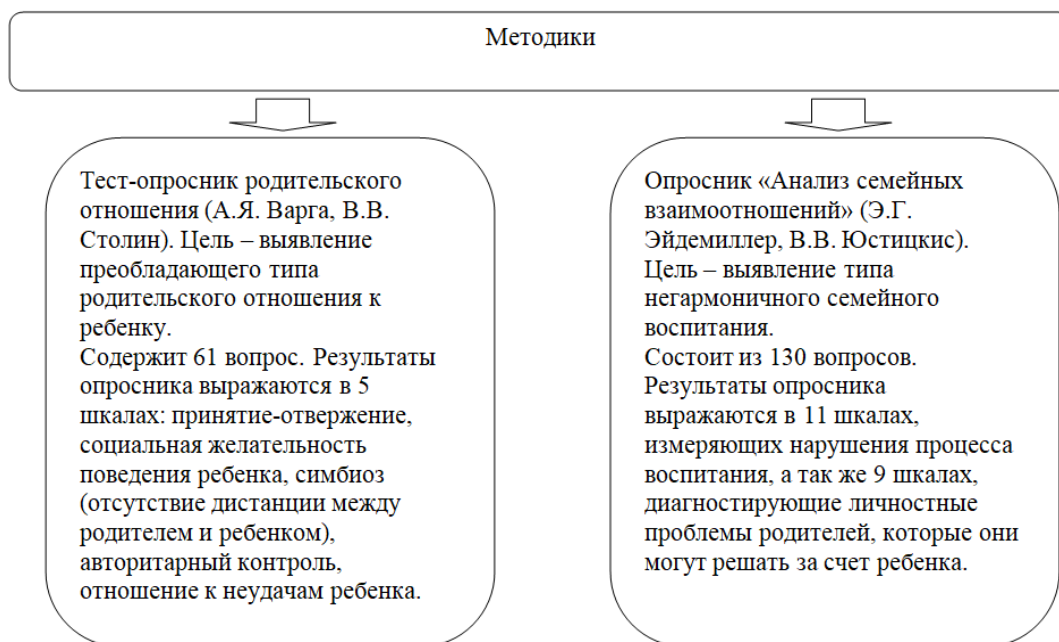 Методики
Тест-опросник родительского
отношения (А.Я. Варга, В.В.
Столин). Цель – выявление
преобладающего типа
родительского отношения к
ребенку.
Содержит 61 вопрос. Результаты
опросника выражаются в 5
шкалах: принятие-отвержение,
социальная желательность
поведения ребенка, симбиоз
(отсутствие дистанции между
родителем и ребенком),
авторитарный контроль,
отношение к неудачам ребенка.
Опросник «Анализ семейных
взаимоотношений» (Э.Г.
Эйдемиллер, В.В. Юстицкис).
Цель – выявление типа
негармоничного семейного
воспитания.
Состоит из 130 вопросов.
Результаты опросника
выражаются в 11 шкалах,
измеряющих нарушения процесса
воспитания, а так же 9 шкалах,
диагностирующие личностные
проблемы родителей, которые они
могут решать за счет ребенка.